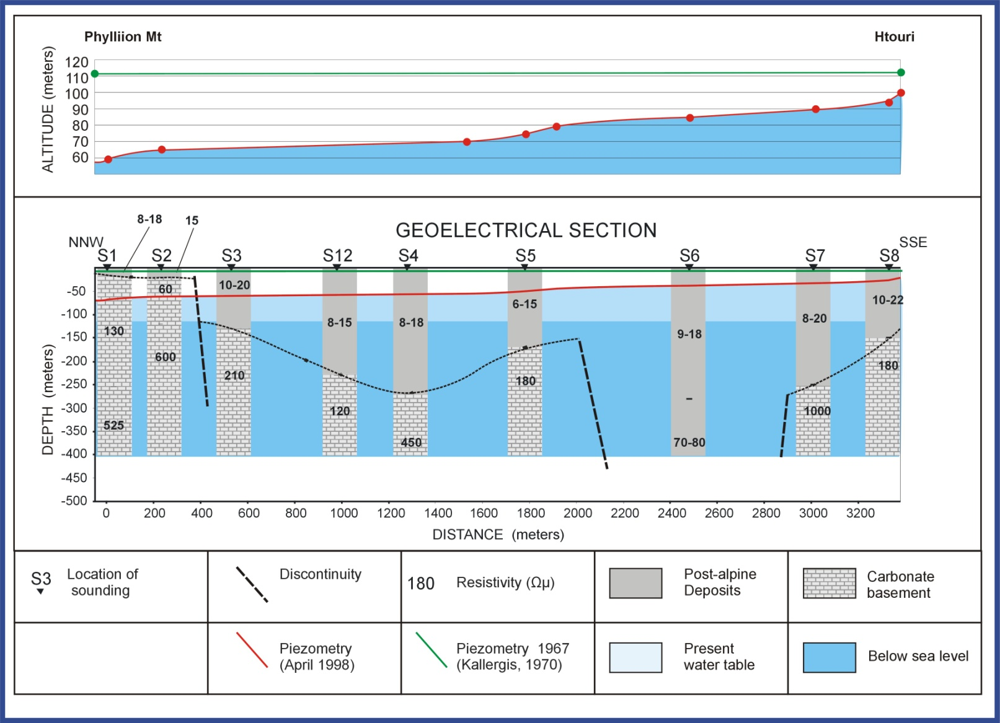 Phylliion Mt
Htouri
ALTITUDE (meters)
120
110
100
90
80
70
60
8-18
15
GEOELECTRICAL SECTION
NNW
SSE
S1
S2
S3
S12
S4
S5
S6
S7
S8
DEPTH (meters)
-50
-100
-150
-200
-250
-300
-350
-400
-450
-500
60
10-20
6-15
10-22
130
8-15
8-18
9-18
8-20
600
210
180
180
120
–
1000
525
450
70-80
0
200
400
600
800
1000
1200
1400
1600
1800
2000
2200
2400
2600
2800
3000
3200
DISTANCE (meters)
S3
Location of
sounding
Discontinuity
180
Resistivity (Ωμ)
Post-alpine
Deposits
Carbonate
basement
Piezometry
(April 1998)
Piezometry 1967
(Kallergis, 1970)
Present
water table
Below sea level